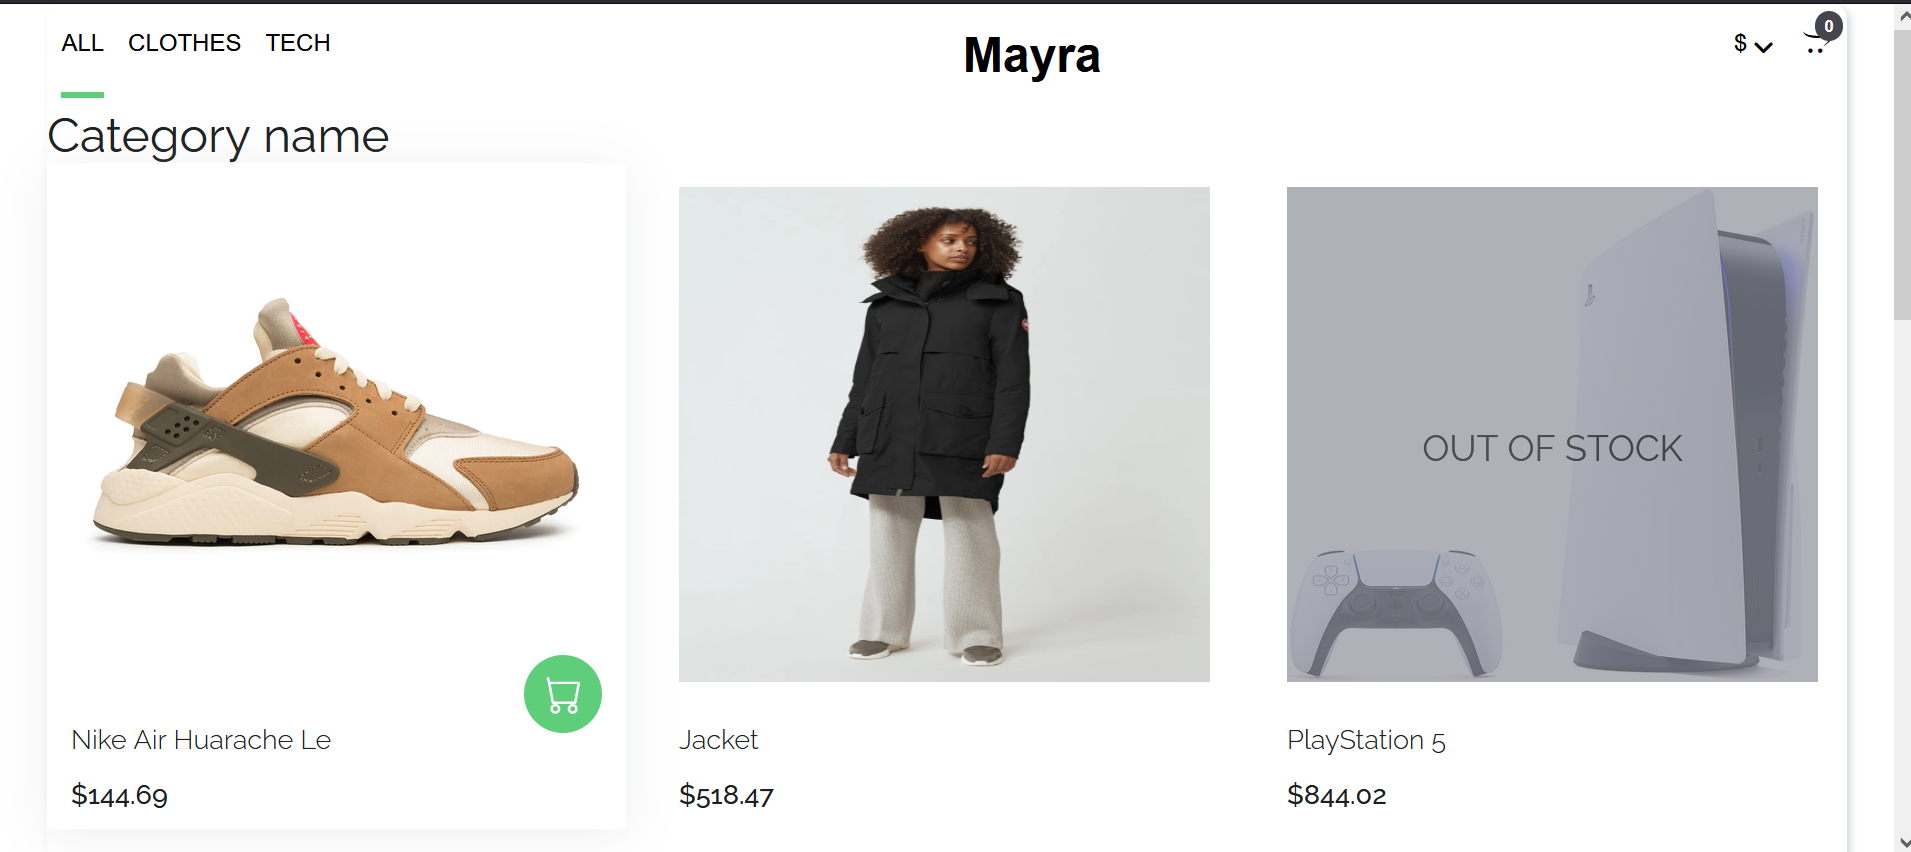 ALL CLOTHES TECH
Mayra
$
0
Category name
OUT OF STOCK
Nike Air Huarache Le
$144.69
Jacket
$518.47
PlayStation 5
$844.02